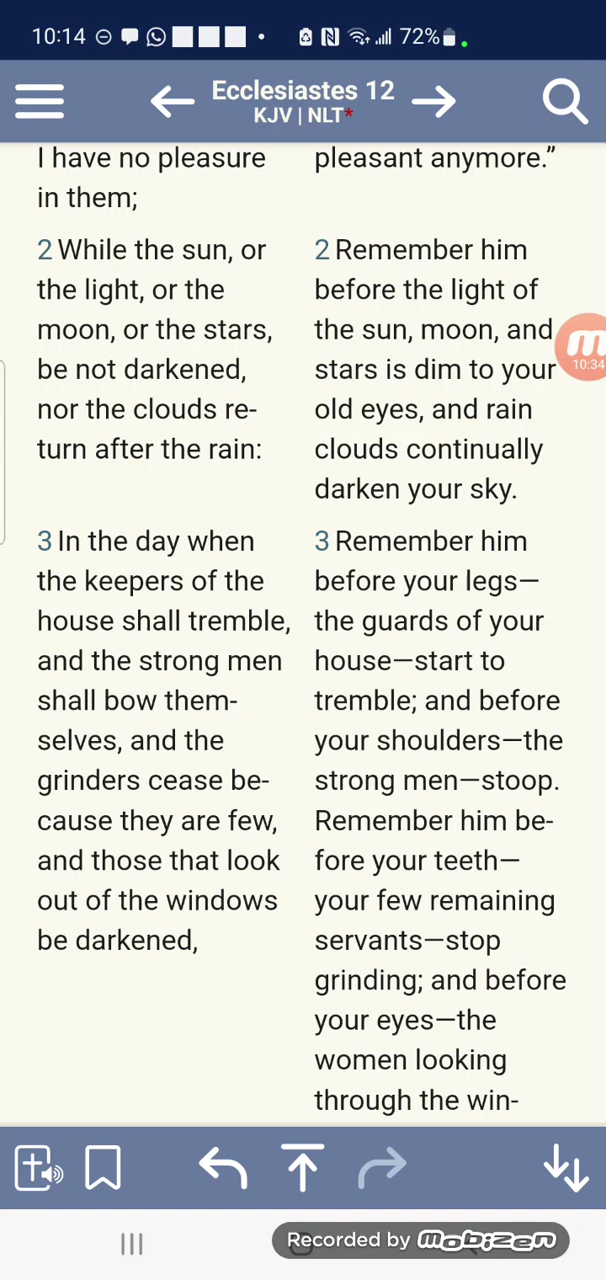 10:14
72%
Ecclesiastes 12
KJV | NLT*
I have no pleasure
in them;
2 While the sun, or
the light, or the
moon, or the stars,
be not darkened,
nor the clouds re-
turn after the rain:
3 In the day when
the keepers of the
house shall tremble,
and the strong men
shall bow them-
selves, and the
grinders cease be-
cause they are few,
and those that look
out of the windows
be darkened,
pleasant anymore.”
2 Remember him
before the light of
the sun, moon, and
stars is dim to your
old eyes, and rain
clouds continually
darken your sky.
3 Remember him
before your legs—
the guards of your
house—start to
tremble; and before
your shoulders—the
strong men—stoop.
Remember him be-
fore your teeth—
your few remaining
servants—stop
grinding; and before
your eyes—the
women looking
through the win-
m
10:34
Recorded by mobizen